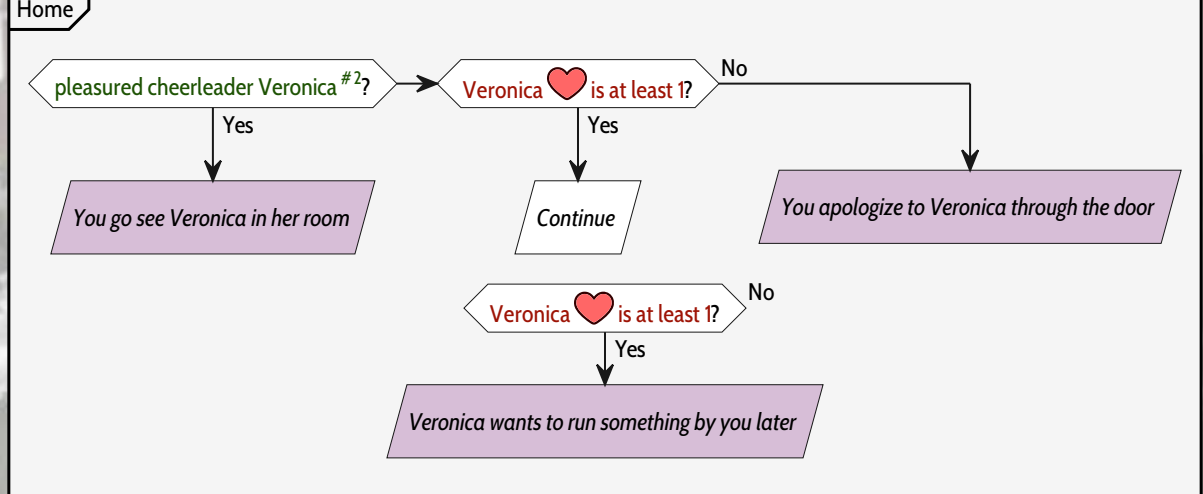 Home
pleasured cheerleader Veronica #2?
Yes
Veronica ❤ is at least 1?
No
Yes
You go see Veronica in her room
Continue
You apologize to Veronica through the door
Veronica ❤ is at least 1?
No
Yes
Veronica wants to run something by you later